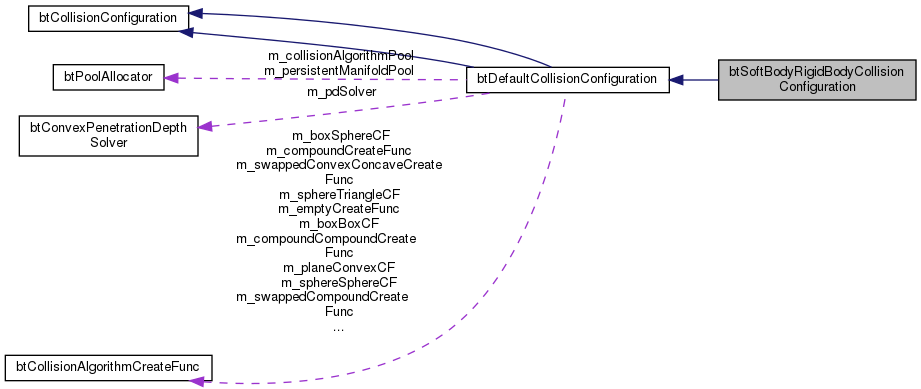 btCollisionConfiguration
btPoolAllocator
btConvexPenetrationDepth
Solver
m_collisionAlgorithmPool
m_persistentManifoldPool
m_pdSolver
btDefaultCollisionConfiguration
btSoftBodyRigidBodyCollision
Configuration
m_boxSphereCF
m_compoundCreateFunc
m_swappedConvexConcaveCreate
Func
m_sphereTriangleCF
m_emptyCreateFunc
m_boxBoxCF
m_compoundCompoundCreate
Func
m_planeConvexCF
m_sphereSphereCF
m_swappedCompoundCreate
Func
...
btCollisionAlgorithmCreateFunc